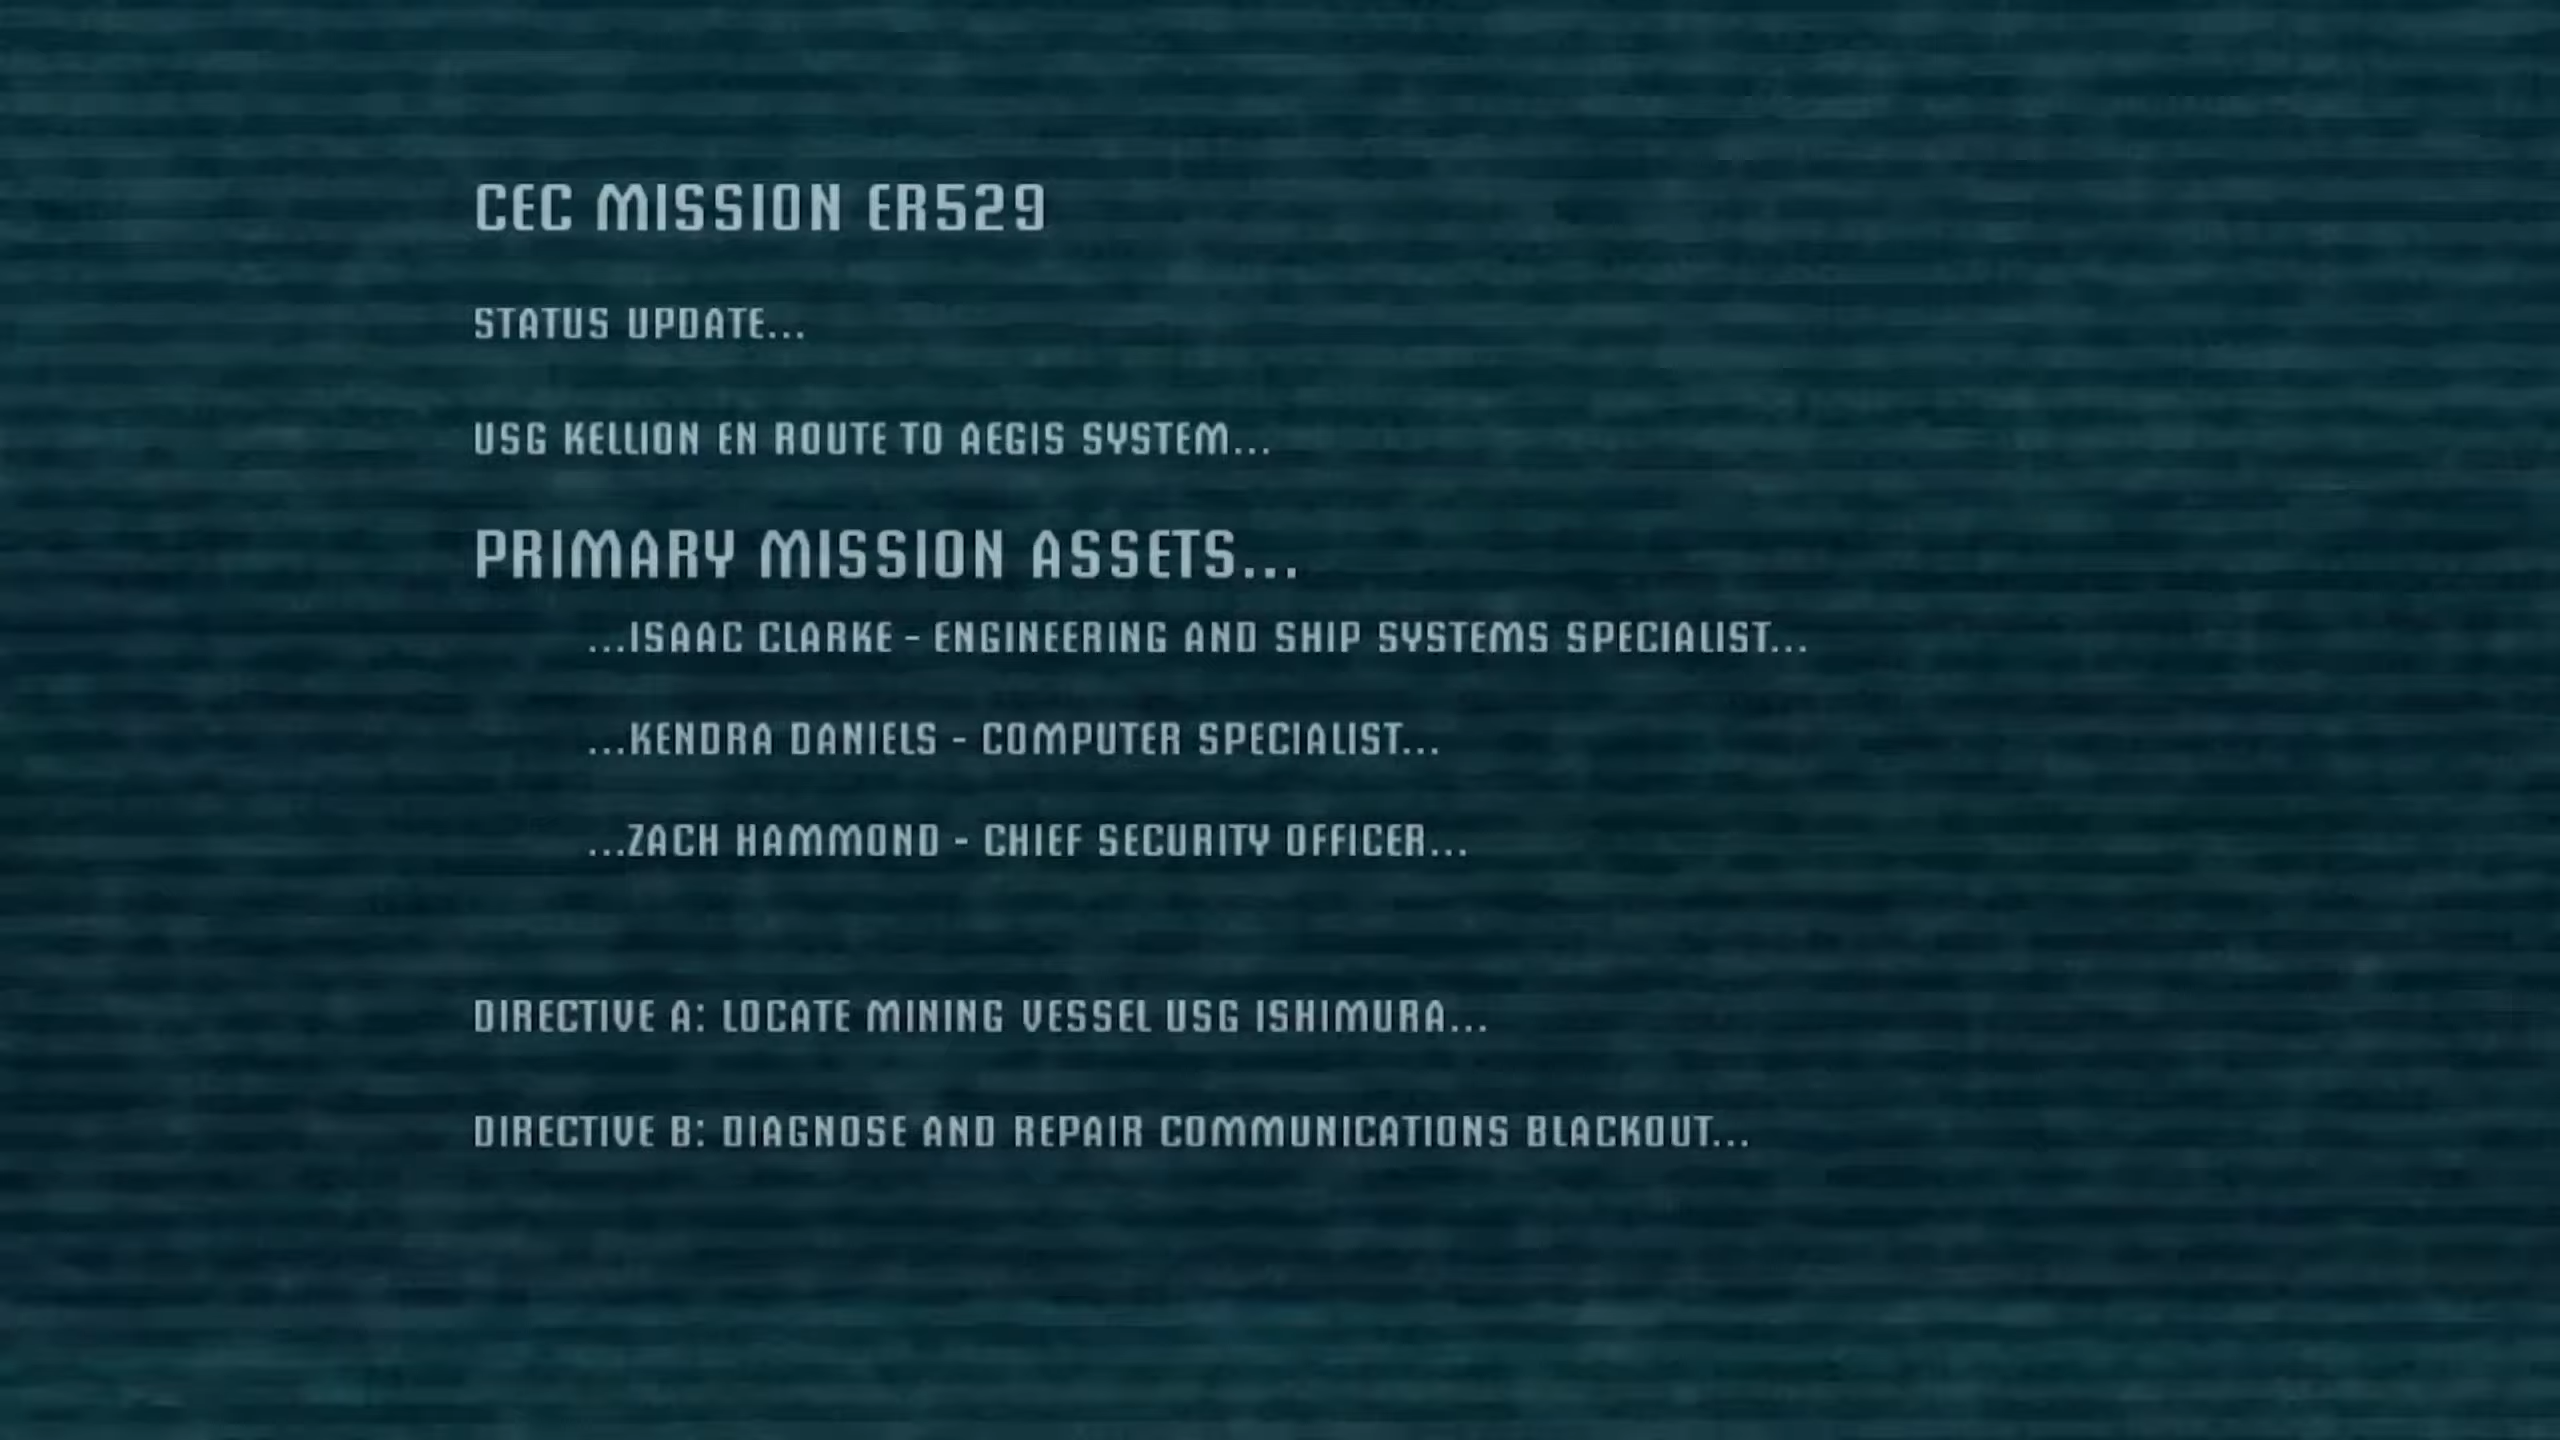 CEC MISSION ER529
STATUS UPDATE...
USG KELLION EN ROUTE TO AEGIS SYSTEM...
PRIMARY MISSION ASSETS...
...ISAAC CLARKE - ENGINEERING AND SHIP SYSTEMS SPECIALIST...
...KENDRA DANIELS - COMPUTER SPECIALIST...
...ZACH HAMMOND - CHIEF SECURITY OFFICER...
DIRECTIVE A: LOCATE MINING VESSEL USG ISHIMURA...
DIRECTIVE B: DIAGNOSE AND REPAIR COMMUNICATIONS BLACKOUT...